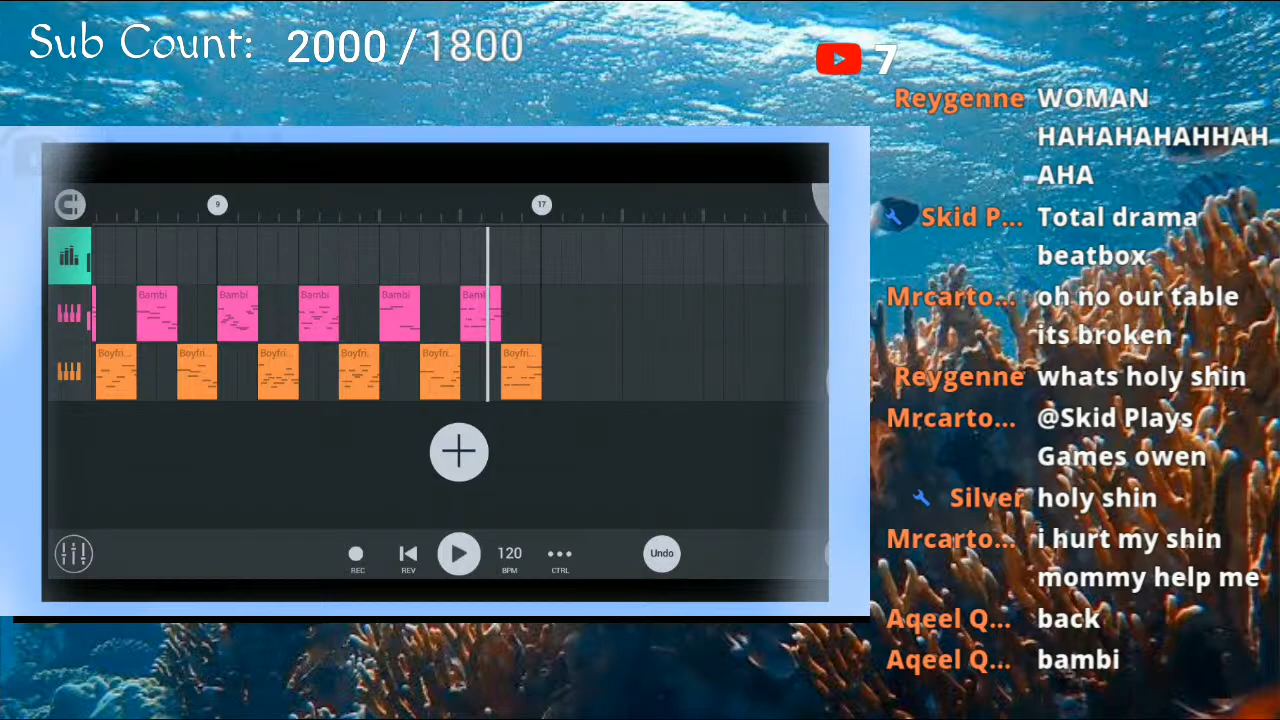 Sub Count: 2000 / 1800
7
Reygenne WOMAN
HAHAHAHAHHAH
AHA
Skid P... Total drama
beatbox
Mrcarto... oh no our table
its broken
Reygenne whats holy shin
Mrcarto... @Skid Plays
Games owen
Silver holy shin
Mrcarto... i hurt my shin
mommy help me
Aqeel Q... back
Aqeel Q... bambi
9 17
Bambi Bambi Bambi Bambi Bambi
Boyfri... Boyfri... Boyfri... Boyfri... Boyfri... Boyfri...
120 Undo
REC REV BPM CTRL